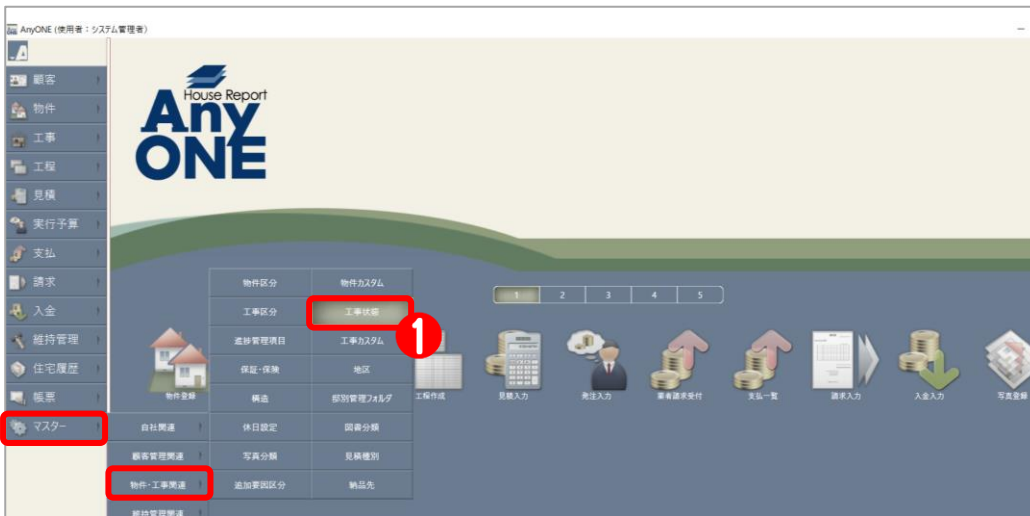 AnyONE (使用者：システム管理者)
顧客
物件
工事
工程
見積
実行予算
支払
請求
入金
維持管理
住宅履歴
帳票
マスター
House Report
Any
ONE
物件区分
物件カスタム
工事区分
工事状態
進捗管理項目
工事カスタム
保証・保険
地区
構造
部別管理フォルダ
休日設定
図書分類
写真分類
見積種別
追加要因区分
納品先
自社関連
顧客管理関連
物件・工事関連
維持管理関連
1
1 2 3 4 5
物件登録
工程作成
見積入力
発注入力
業者請求受付
支払一覧
請求入力
入金入力
写真登録